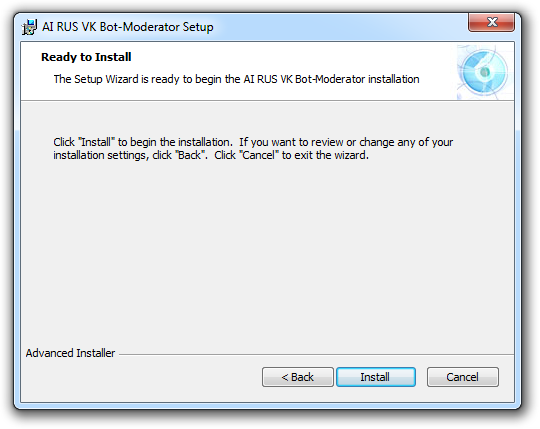 AI RUS VK Bot-Moderator Setup
Ready to Install
The Setup Wizard is ready to begin the AI RUS VK Bot-Moderator installation
Click "Install" to begin the installation.  If you want to review or change any of your
installation settings, click "Back".  Click "Cancel" to exit the wizard.
Advanced Installer
< Back
Install
Cancel